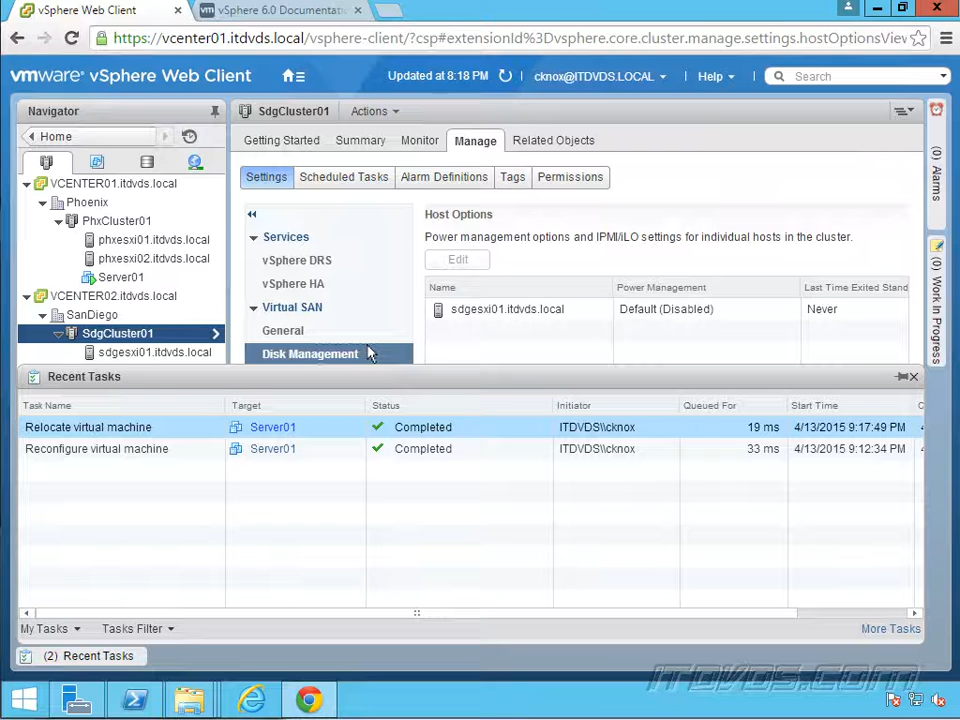 vSphere Web Client
vSphere 6.0 Documentati
https://vcenter01.itdvds.local/vsphere-client/?csp#extensionId%3Dvsphere.core.cluster.manage.settings.hostOptionsView
vmware vSphere Web Client
Updated at 8:18 PM
cknox@ITDVDS.LOCAL
Help
Search
Navigator
Home
VCENTER01.itdvds.local
Phoenix
PhxCluster01
phxesxi01.itdvds.local
phxesxi02.itdvds.local
Server01
VCENTER02.itdvds.local
SanDiego
SdgCluster01
sdgesxi01.itdvds.local
SdgCluster01
Actions
Getting Started Summary Monitor Manage Related Objects
Settings Scheduled Tasks Alarm Definitions Tags Permissions
Services
vSphere DRS
vSphere HA
Virtual SAN
General
Disk Management
Host Options
Power management options and IPMI/iLO settings for individual hosts in the cluster.
Edit
Name Power Management Last Time Exited Stand
sdgesxi01.itdvds.local Default (Disabled) Never
(0) Alarms
(0) Work In Progress
Recent Tasks
Task Name Target Status Initiator Queued For Start Time C
Relocate virtual machine Server01 Completed ITDVDS\\cknox 19 ms 4/13/2015 9:17:49 PM 4
Reconfigure virtual machine Server01 Completed ITDVDS\\cknox 33 ms 4/13/2015 9:12:34 PM 4
My Tasks Tasks Filter More Tasks
(2) Recent Tasks
ITDVDS.COM